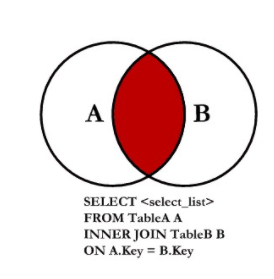 A B
SELECT <select_list>
FROM TableA A
INNER JOIN TableB B
ON A.Key = B.Key